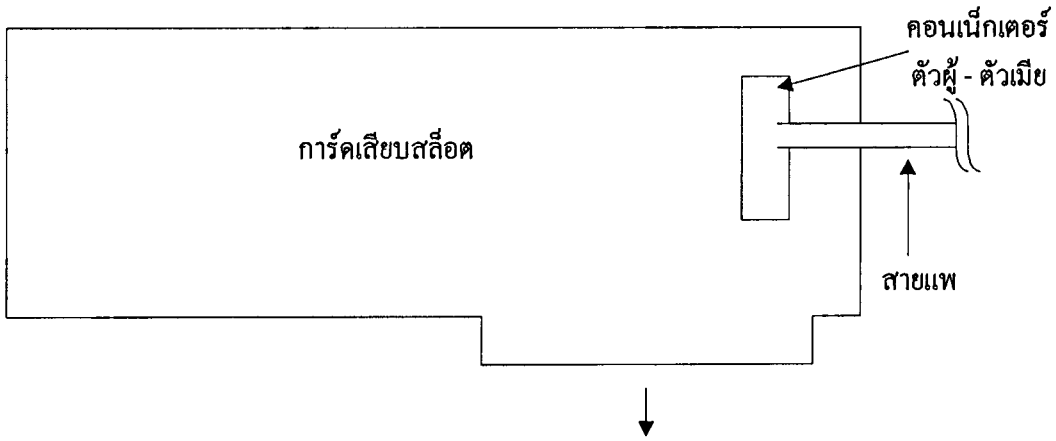 คอนเน็กเตอร์
ตัวผู้ - ตัวเมีย
การ์ดเสียบสล็อต
สายแพ